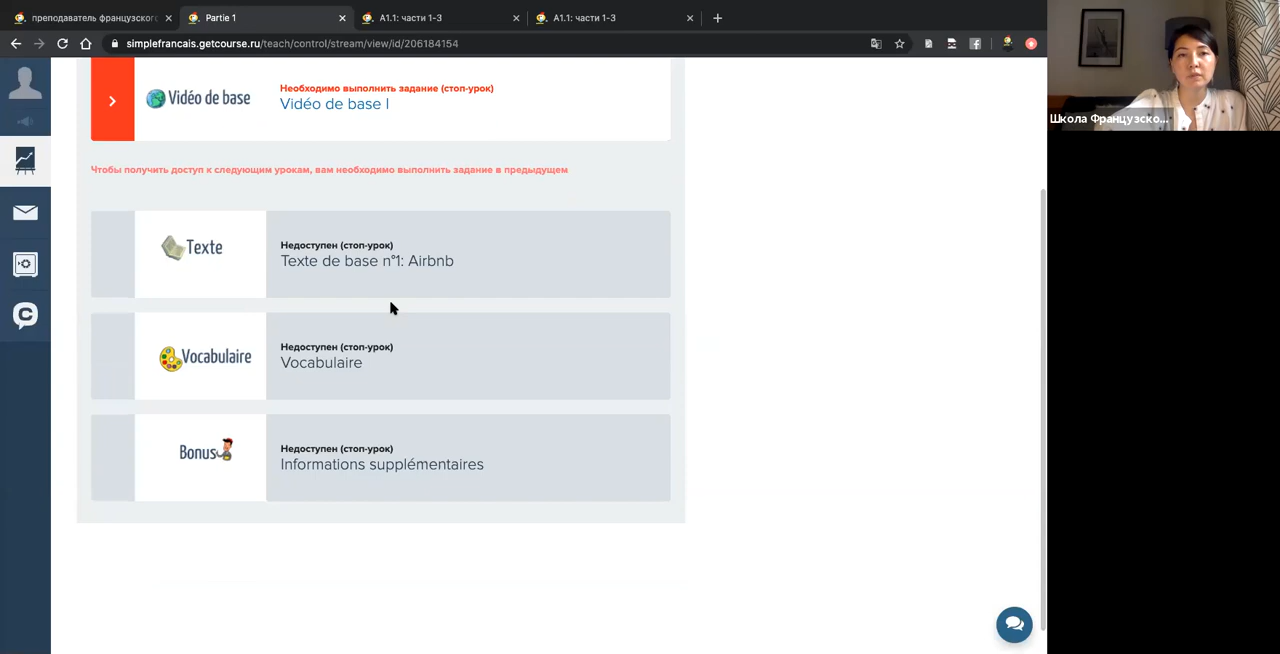 преподаватель французского
Partie 1
A1.1: части 1-3
A1.1: части 1-3
simplefrancais.getcourse.ru/teach/control/stream/view/id/206184154
Школа Французско...
Vidéo de base
Необходимо выполнить задание (стоп-урок)
Vidéo de base I
Чтобы получить доступ к следующим урокам, вам необходимо выполнить задание в предыдущем
Texte
Недоступен (стоп-урок)
Texte de base n°1: Airbnb
Vocabulaire
Недоступен (стоп-урок)
Vocabulaire
Bonus
Недоступен (стоп-урок)
Informations supplémentaires